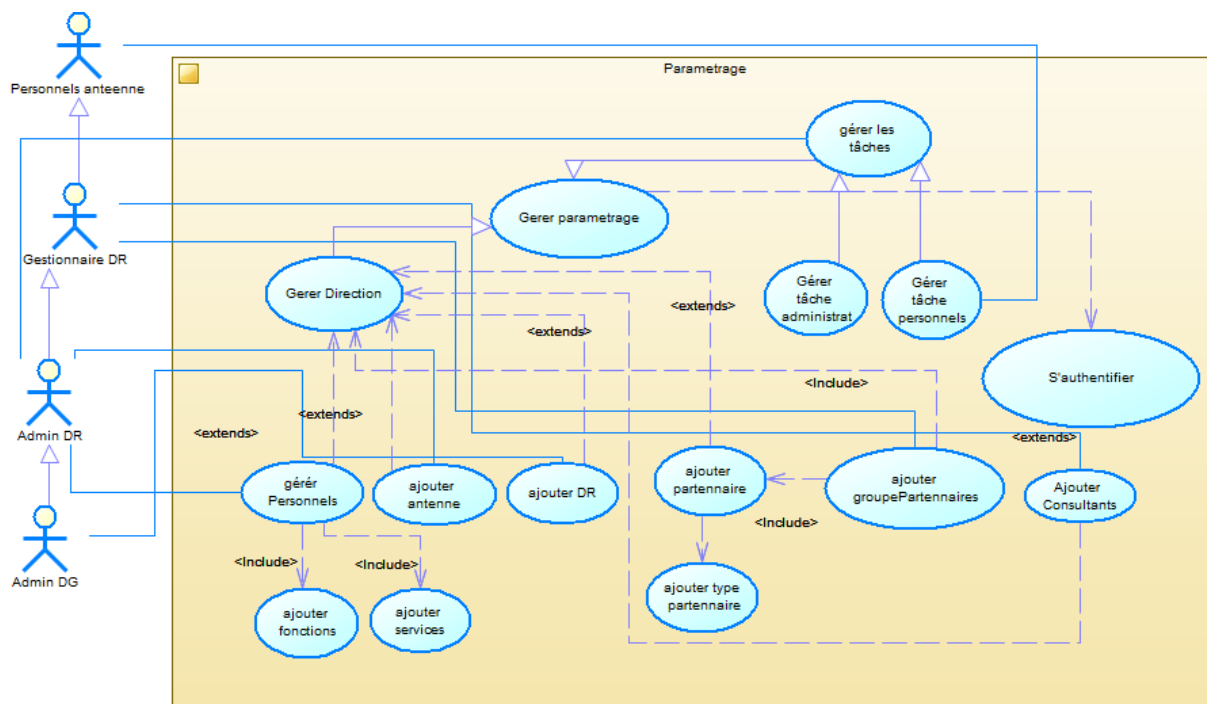 Parametrage
Personnels anteenne
gérer les
tâches
Gerer parametrage
Gestionnaire DR
Gerer Direction
Gérer
tâche
administrat
Gérer
tâche
personnels
<extends>
<extends>
S'authentifier
<Include>
<extends>
<extends>
<extends>
Admin DR
gérér
Personnels
ajouter
antenne
ajouter DR
ajouter
partennaire
ajouter
groupePartennaires
Ajouter
Consultants
<Include>
Admin DG
<Include>
<Include>
ajouter
fonctions
ajouter
services
ajouter type
partennaire